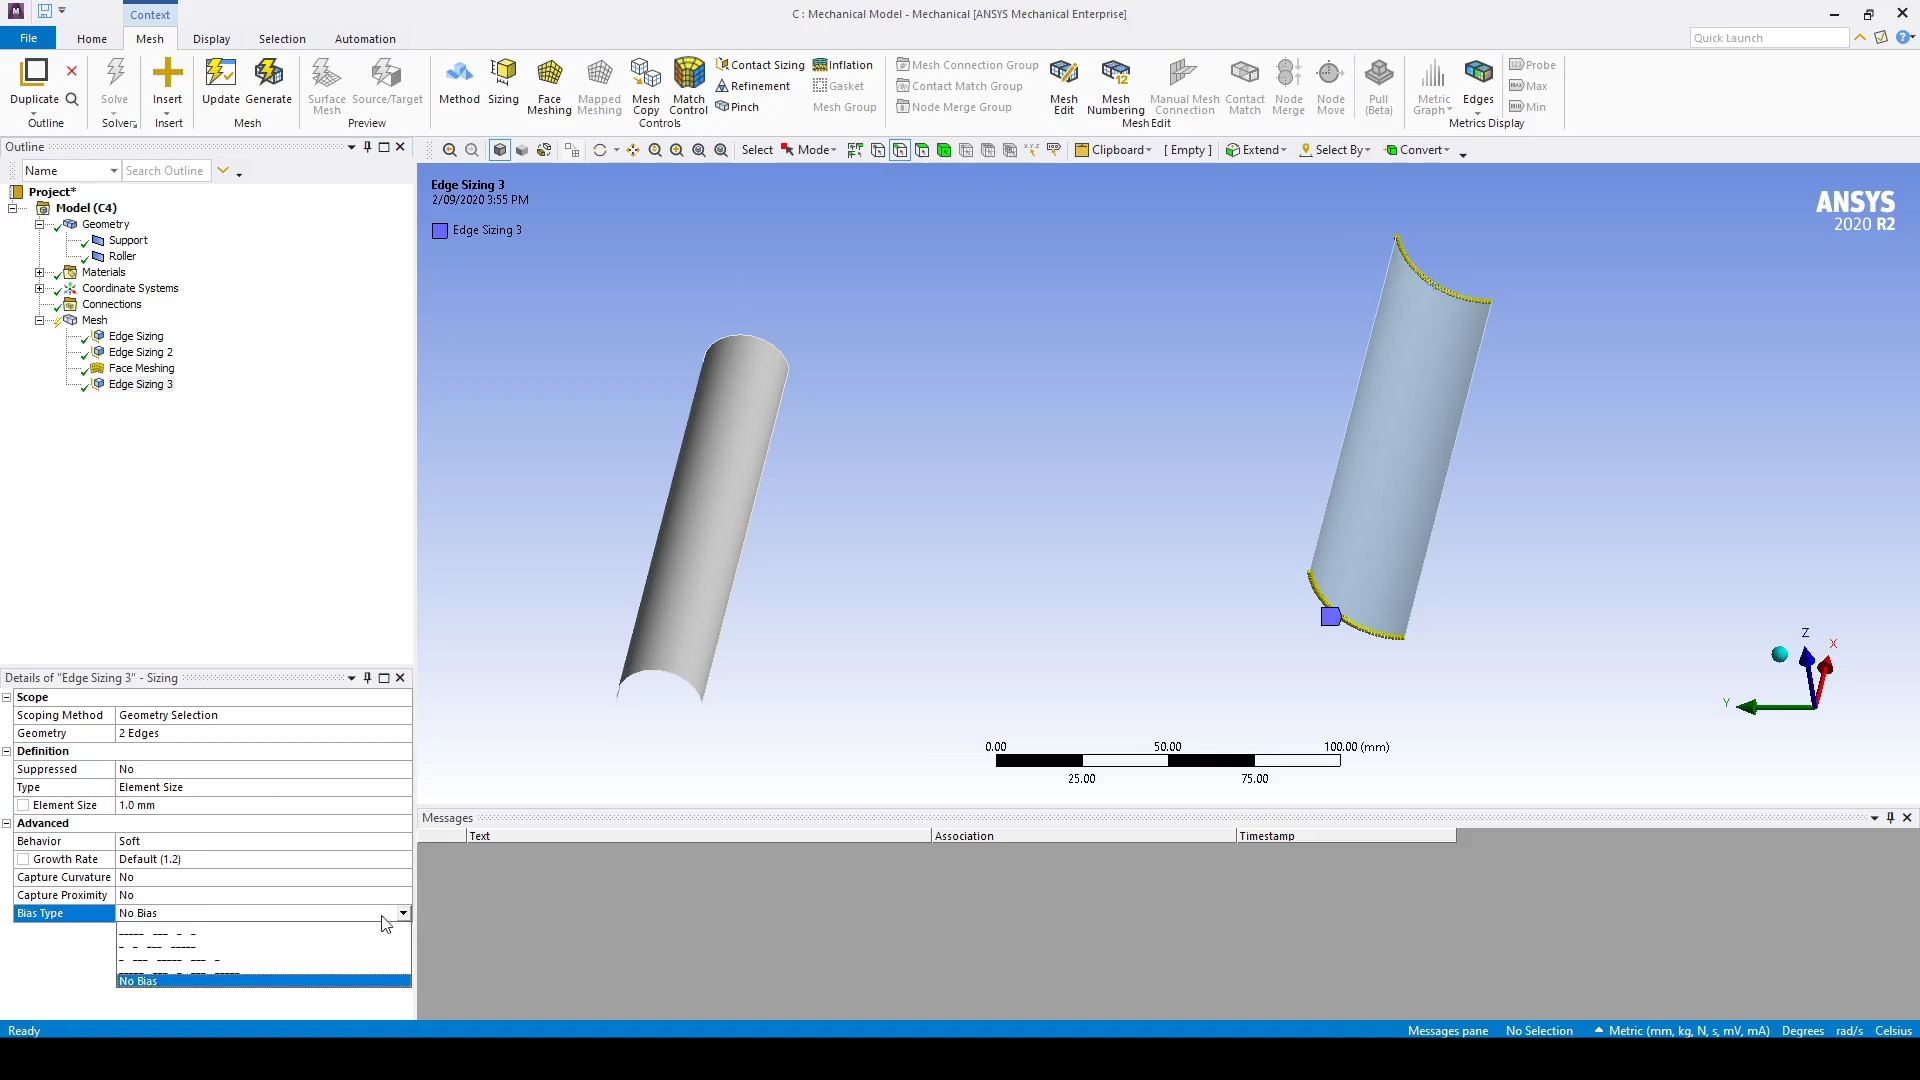 Context
C : Mechanical Model - Mechanical [ANSYS Mechanical Enterprise]
File
Home
Mesh
Display
Selection
Automation
Quick Launch
Duplicate
Outline
Solve
Solver
Insert
Insert
Update
Generate
Mesh
Surface Mesh
Source/Target
Preview
Method
Sizing
Face Meshing
Mapped Meshing
Mesh Copy
Match Control
Controls
Contact Sizing
Refinement
Pinch
Inflation
Gasket
Mesh Group
Mesh Connection Group
Contact Match Group
Node Merge Group
Mesh Edit
Mesh Numbering
Manual Mesh Connection
Contact Match
Node Merge
Node Move
Mesh Edit
Pull (Beta)
Metric Graph
Edges
Metrics Display
Probe
Max
Min
Outline
Select
Mode
Clipboard
[ Empty ]
Extend
Select By
Convert
Name
Search Outline
Project*
Model (C4)
Geometry
Support
Roller
Materials
Coordinate Systems
Connections
Mesh
Edge Sizing
Edge Sizing 2
Face Meshing
Edge Sizing 3
Edge Sizing 3
2/09/2020 3:55 PM
Edge Sizing 3
ANSYS
2020 R2
Z
X
Y
0.00 50.00 100.00 (mm)
25.00 75.00
Details of "Edge Sizing 3" - Sizing
Scope
Scoping Method Geometry Selection
Geometry 2 Edges
Definition
Suppressed No
Type Element Size
Element Size 1.0 mm
Advanced
Behavior Soft
Growth Rate Default (1.2)
Capture Curvature No
Capture Proximity No
Bias Type No Bias
No Bias
Messages
Text Association Timestamp
Ready
Messages pane No Selection Metric (mm, kg, N, s, mV, mA) Degrees rad/s Celsius